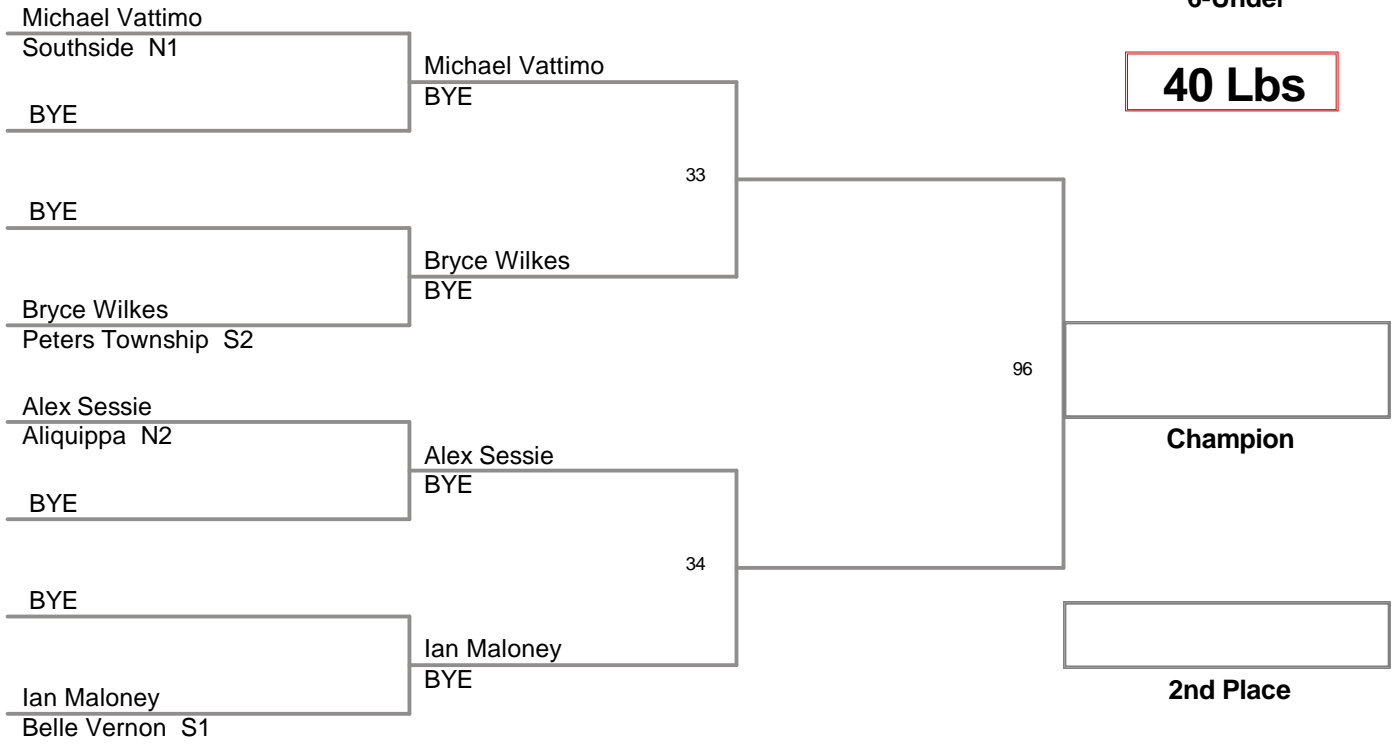 6-Under
40 Lbs
Michael Vattimo
Southside N1
BYE
BYE
Bryce Wilkes
Peters Township S2
Alex Sessie
Aliquippa N2
BYE
BYE
Ian Maloney
Belle Vernon S1
Michael Vattimo
BYE
Bryce Wilkes
BYE
Alex Sessie
BYE
Ian Maloney
BYE
33
34
96
Champion
2nd Place